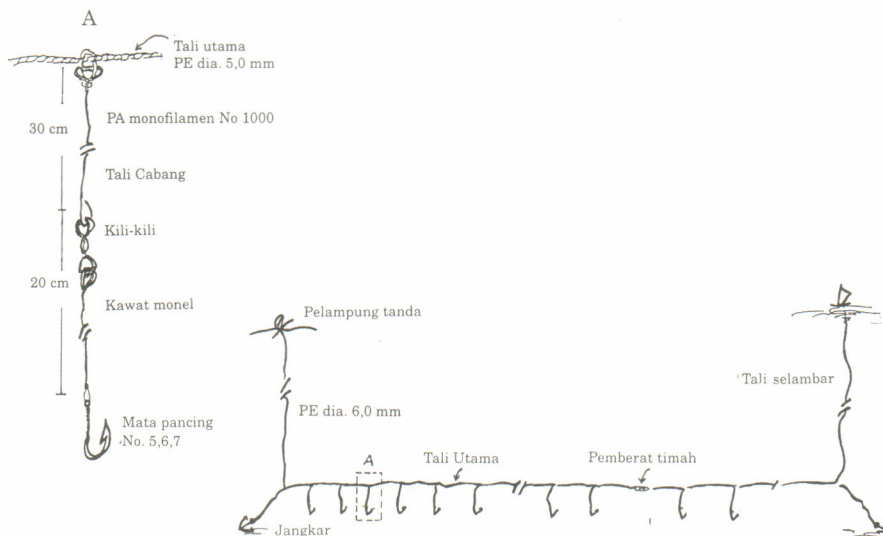 A
Tali utama
PE dia. 5,0 mm
30 cm
PA monofilamen No 1000
Tali Cabang
Kili-kili
20 cm
Kawat monel
Mata pancing
No. 5,6,7
Pelampung tanda
PE dia. 6,0 mm
Tali selambar
A
Tali Utama
Pemberat timah
Jangkar